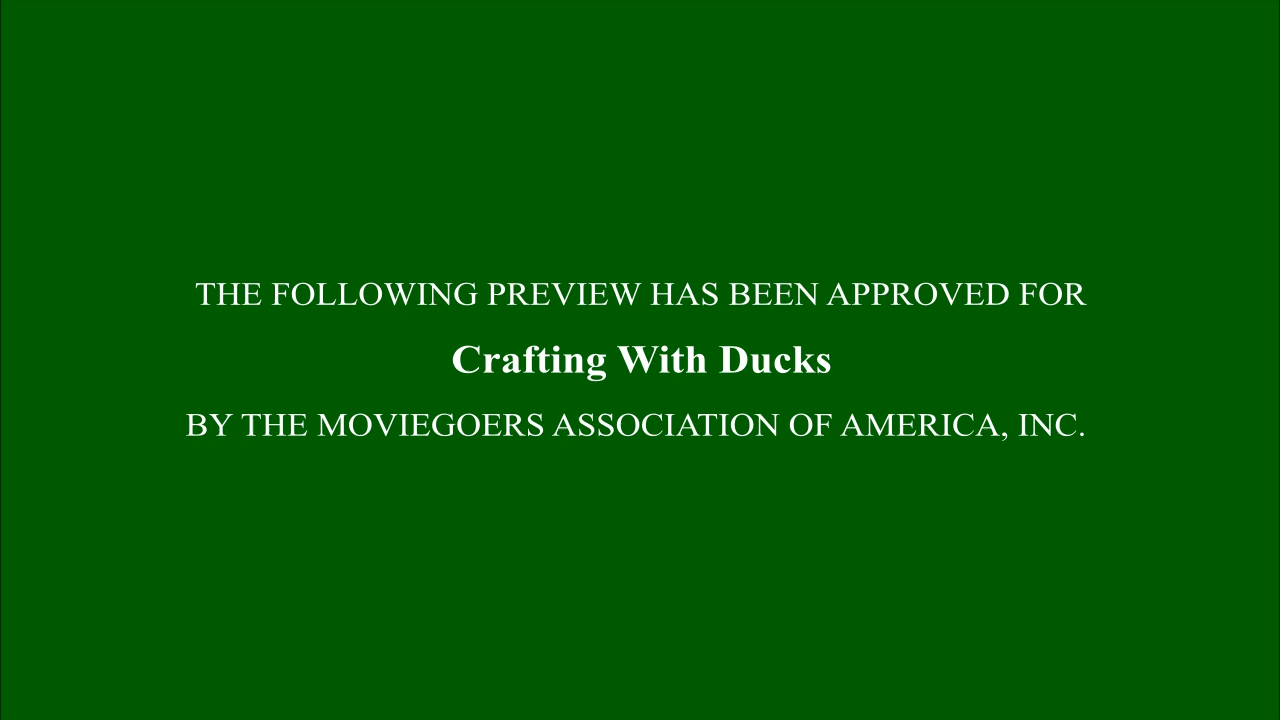 THE FOLLOWING PREVIEW HAS BEEN APPROVED FOR
Crafting With Ducks
BY THE MOVIEGOERS ASSOCIATION OF AMERICA, INC.